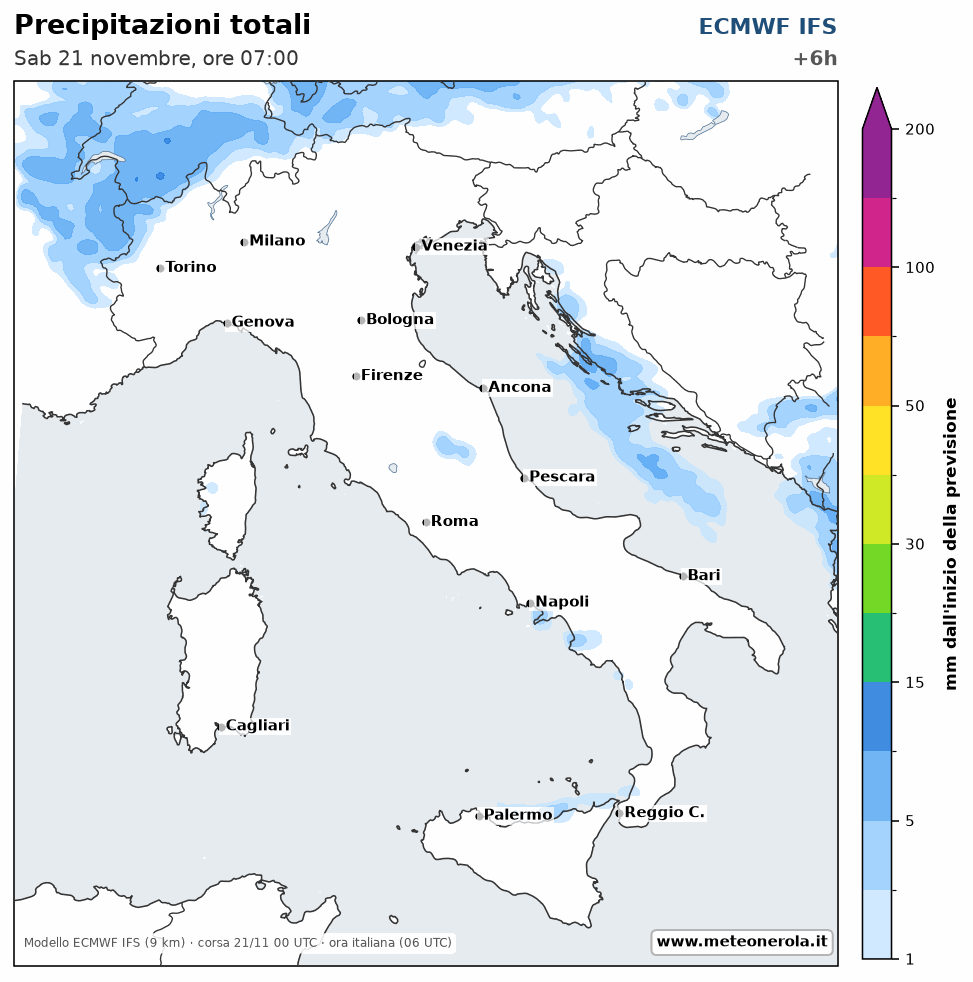 Precipitazioni totali
ECMWF IFS
Sab 21 novembre, ore 07:00
+6h
200
100
50
30
15
5
1
mm dall'inizio della previsione
Milano
Venezia
Torino
Genova
Bologna
Firenze
Ancona
Pescara
Roma
Bari
Napoli
Cagliari
Palermo
Reggio C.
Modello ECMWF IFS (9 km) · corsa 21/11 00 UTC · ora italiana (06 UTC)
www.meteonerola.it